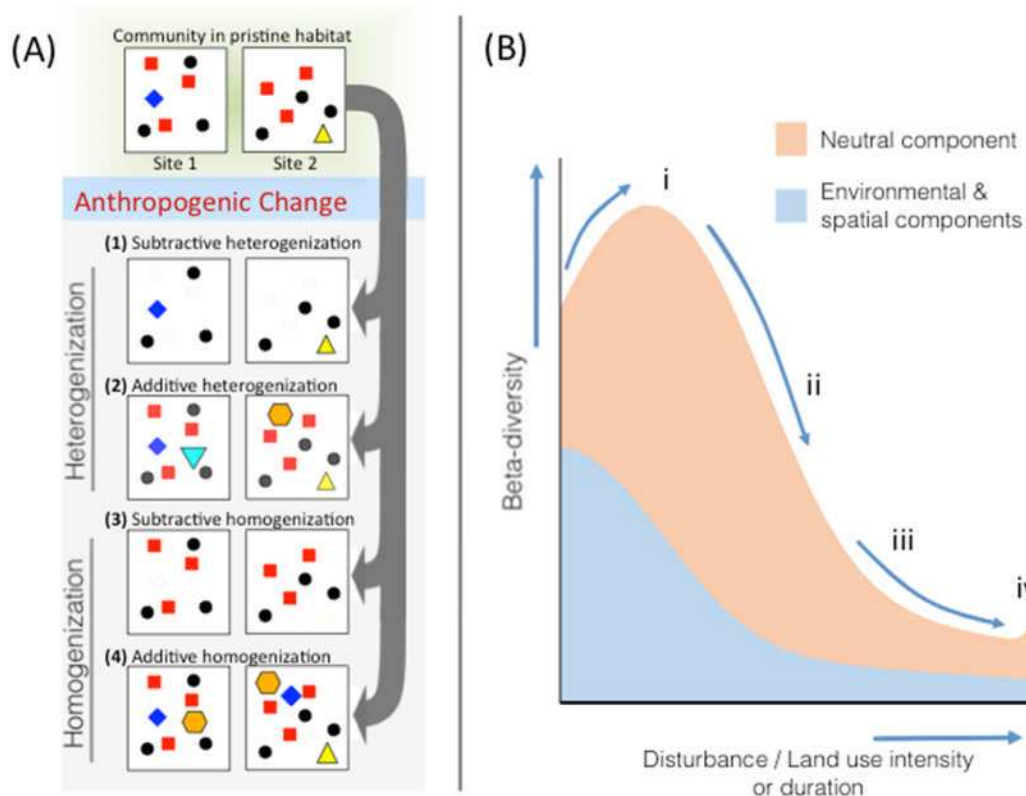 (A)
Community in pristine habitat
Site 1
Site 2
Anthropogenic Change
Heterogenization
(1) Subtractive heterogenization
(2) Additive heterogenization
Homogenization
(3) Subtractive homogenization
(4) Additive homogenization
(B)
Neutral component
Environmental &
spatial components
i
ii
iii
iv
Beta-diversity
Disturbance / Land use intensity
or duration